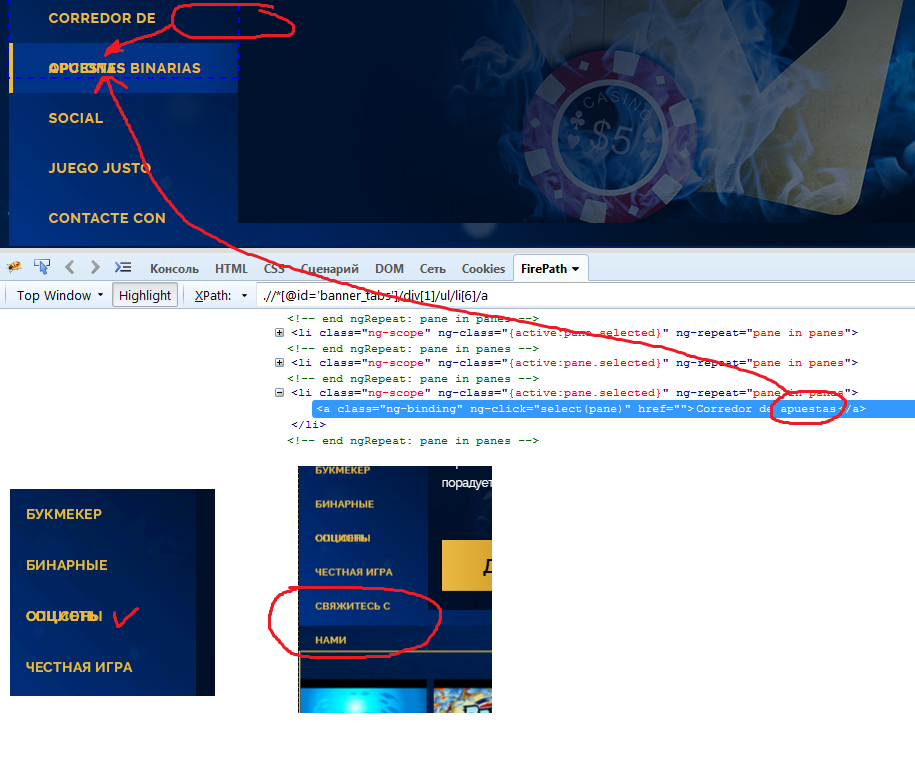 CORREDOR DE
APUESTAS BINARIAS
SOCIAL
JUEGO JUSTO
CONTACTE CON
CASINO
$5
Консоль HTML CSS Сценарий DOM Сеть Cookies FirePath
Top Window Highlight XPath: .//*[@id='banner_tabs']/div[1]/ul/li[6]/a
<!-- end ngRepeat: pane in panes -->
<li class="ng-scope" ng-class="{active:pane.selected}" ng-repeat="pane in panes">
<!-- end ngRepeat: pane in panes -->
<li class="ng-scope" ng-class="{active:pane.selected}" ng-repeat="pane in panes">
<!-- end ngRepeat: pane in panes -->
<li class="ng-scope" ng-class="{active:pane.selected}" ng-repeat="pane in panes">
<a class="ng-binding" ng-click="select(pane)" href="">Corredor de apuestas</a>
</li>
<!-- end ngRepeat: pane in panes -->
БУКМЕКЕР
БИНАРНЫЕ
ЧЕСТНАЯ ИГРА
БУКМЕКЕР
порадует
БИНАРНЫЕ
Д
ЧЕСТНАЯ ИГРА
СВЯЖИТЕСЬ С
НАМИ